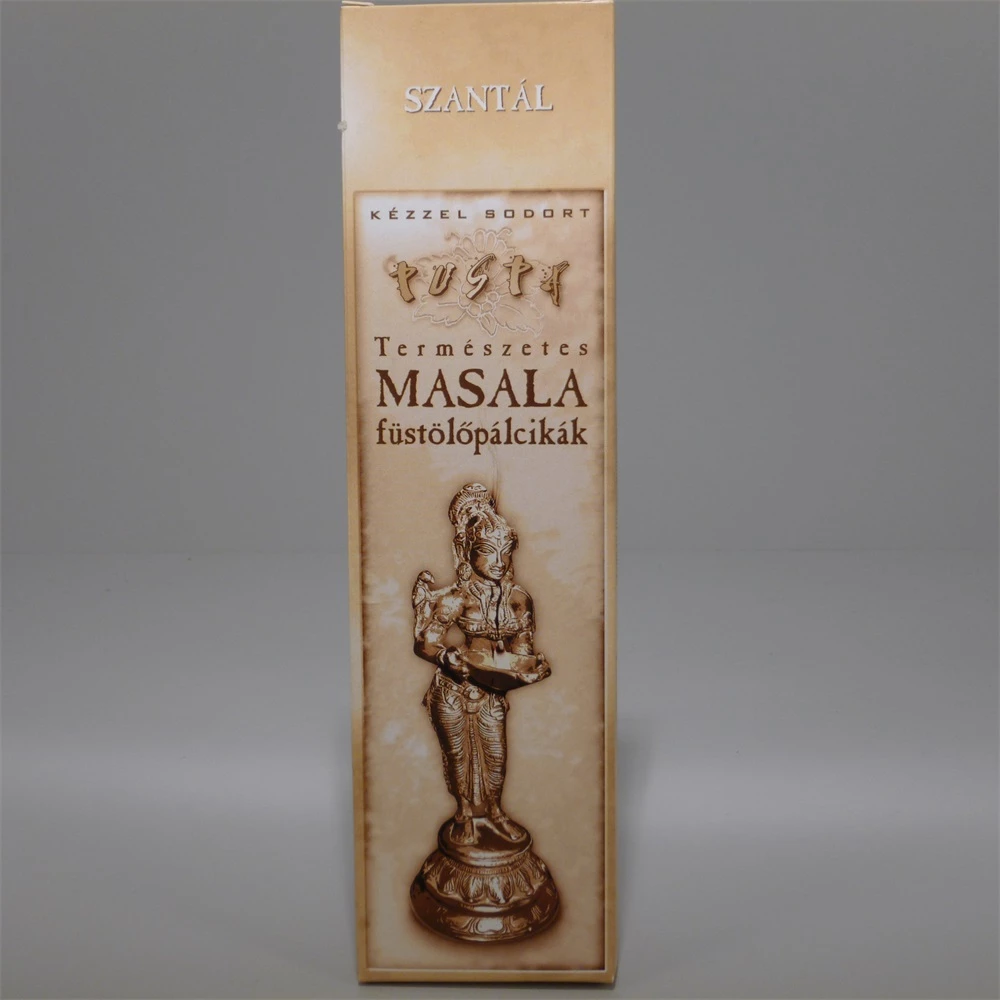 SZANTÁL
KÉZZEL SODORT
PUSPA
Természetes
MASALA
füstölőpálcikák